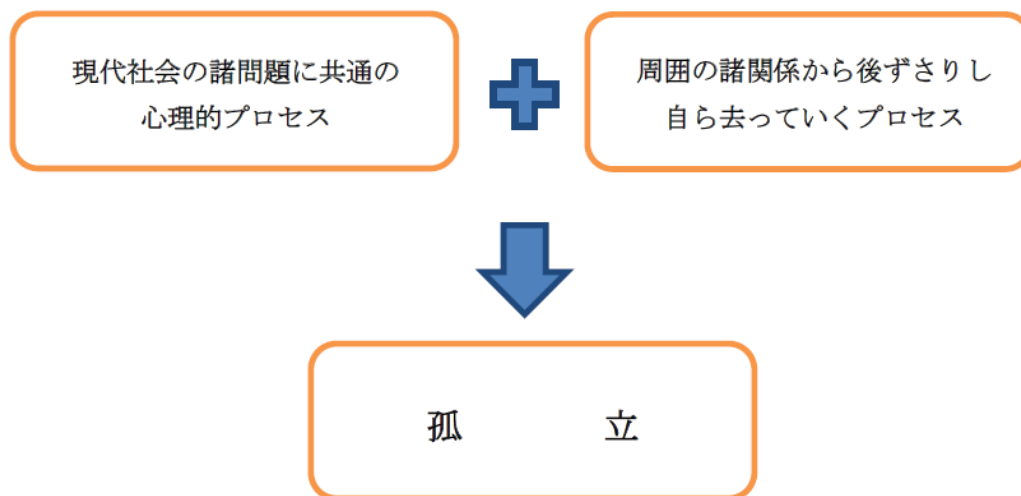 現代社会の諸問題に共通の
心理的プロセス
周囲の諸関係から後ずさりし
自ら去っていくプロセス
孤　　　立